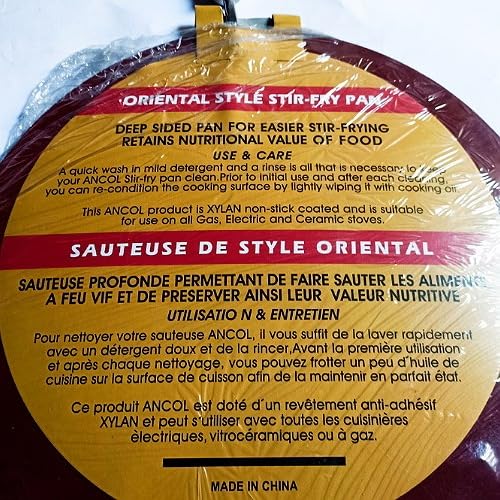 ORIENTAL STYLE STIR-FRY PAN
DEEP SIDED PAN FOR EASIER STIR-FRYING
RETAINS NUTRITIONAL VALUE OF FOOD
USE & CARE
A quick wash in mild detergent and a rinse is all that is necessary to keep
your ANCOL Stir-fry pan clean.Prior to initial use and after each cleaning,
you can re-condition the cooking surface by lightly wiping it with cooking oil.
This ANCOL product is XYLAN non-stick coated and is suitable
for use on all Gas, Electric and Ceramic stoves.
SAUTEUSE DE STYLE ORIENTAL
SAUTEUSE PROFONDE PERMETTANT DE FAIRE SAUTER LES ALIMENTS
A FEU VIF ET DE PRESERVER AINSI LEUR VALEUR NUTRITIVE
UTILISATIO N & ENTRETIEN
Pour nettoyer votre sauteuse ANCOL, il vous suffit de la laver rapidement
avec un détergent doux et de la rincer,Avant la première utilisation
et après chaque nettoyage, vous pouvez frotter un peu d'huile de
cuisine sur la surface de cuisson afin de la maintenir en parfait état.
Ce produit ANCOL est doté d'un revêtement anti-adhésif
XYLAN et peut s'utiliser avec toutes les cuisinières
èlectriques, vitrocéramiques ou à gaz.
MADE IN CHINA